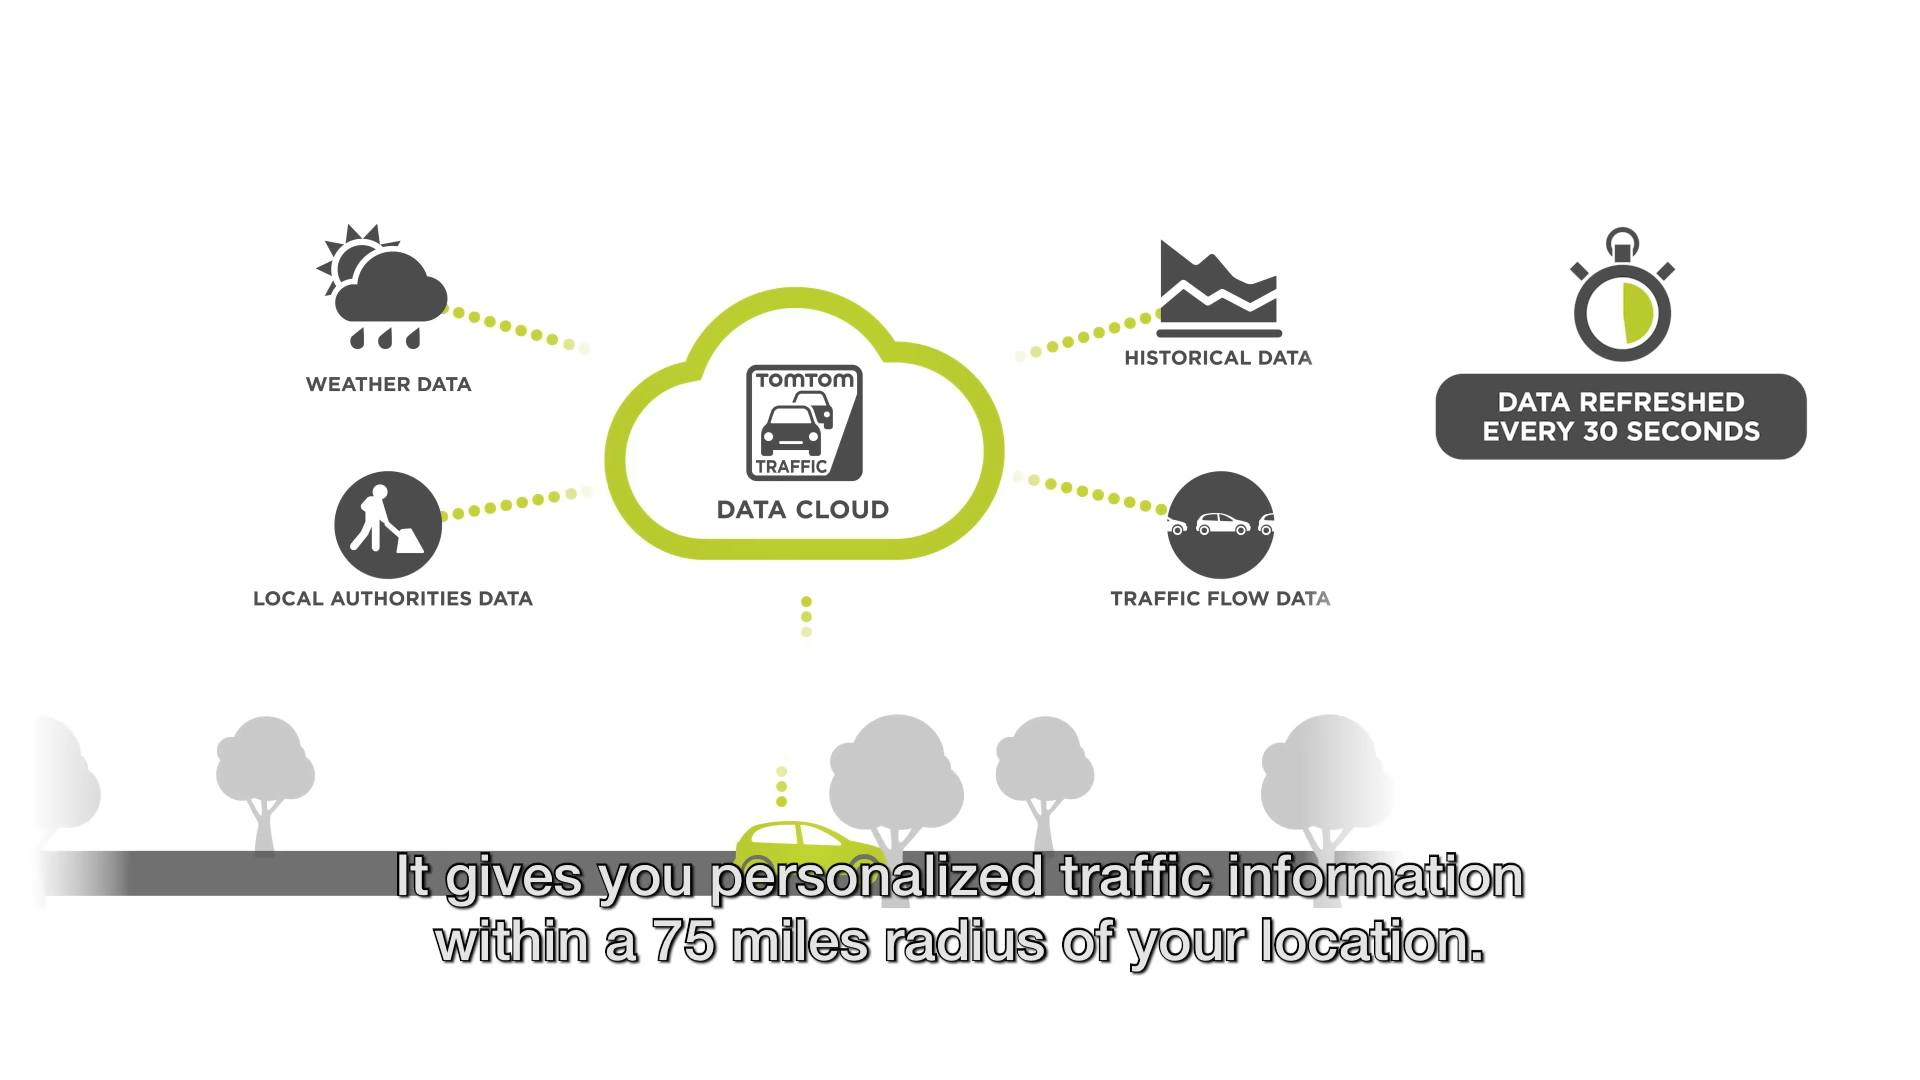 WEATHER DATA
LOCAL AUTHORITIES DATA
TOMTOM
TRAFFIC
DATA CLOUD
HISTORICAL DATA
TRAFFIC FLOW DATA
DATA REFRESHED
EVERY 30 SECONDS
It gives you personalized traffic information
within a 75 miles radius of your location.